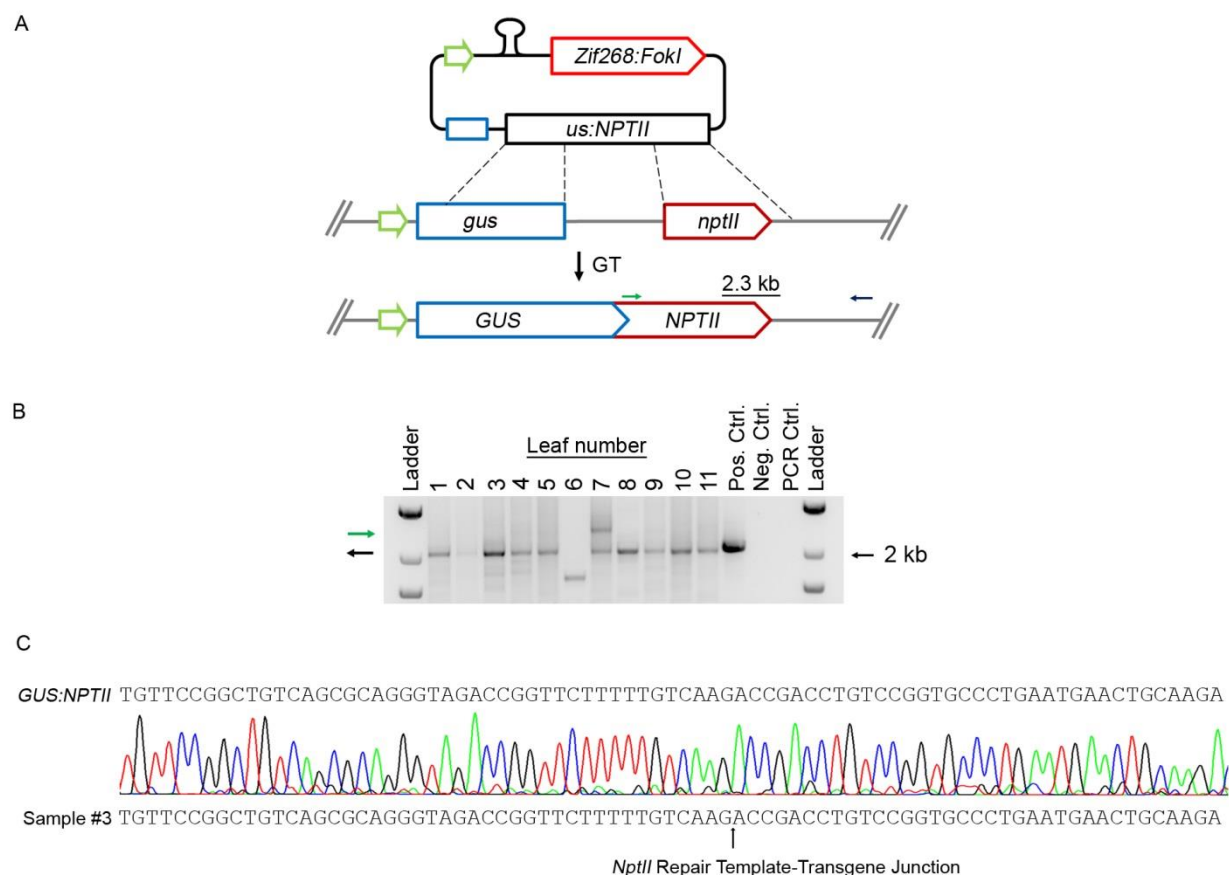 A
Zif268:FokI
us:NPTII
gus
nptII
GT
2.3 kb
GUS
NPTII
B
Ladder
Leaf number
1
2
3
4
5
6
7
8
9
10
11
Pos. Ctrl.
Neg. Ctrl.
PCR Ctrl.
Ladder
2 kb
C
GUS:NPTII TGTTCCGGCTGTCAGCGCAGGGTAGACCGGTTCTTTTTGTCAAGACCGACCTGTCCGGTGCCCTGAATGAACTGCAAGA
Sample #3 TGTTCCGGCTGTCAGCGCAGGGTAGACCGGTTCTTTTTGTCAAGACCGACCTGTCCGGTGCCCTGAATGAACTGCAAGA
NptII Repair Template-Transgene Junction